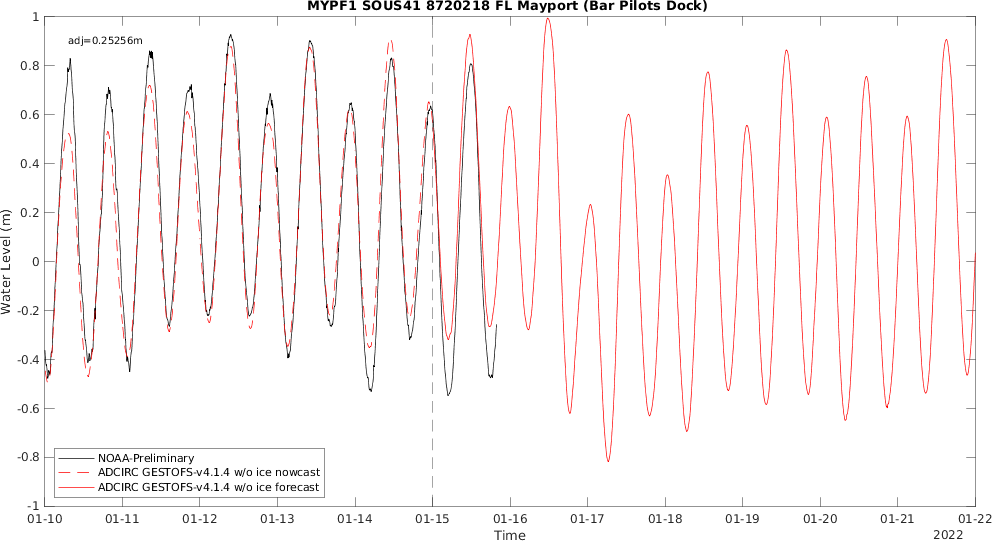 MYPF1 SOUS41 8720218 FL Mayport (Bar Pilots Dock)
adj=0.25256m
Water Level (m)
1
0.8
0.6
0.4
0.2
0
-0.2
-0.4
-0.6
-0.8
-1
NOAA-Preliminary
ADCIRC GESTOFS-v4.1.4 w/o ice nowcast
ADCIRC GESTOFS-v4.1.4 w/o ice forecast
01-10 01-11 01-12 01-13 01-14 01-15 01-16 01-17 01-18 01-19 01-20 01-21 01-22
Time
2022